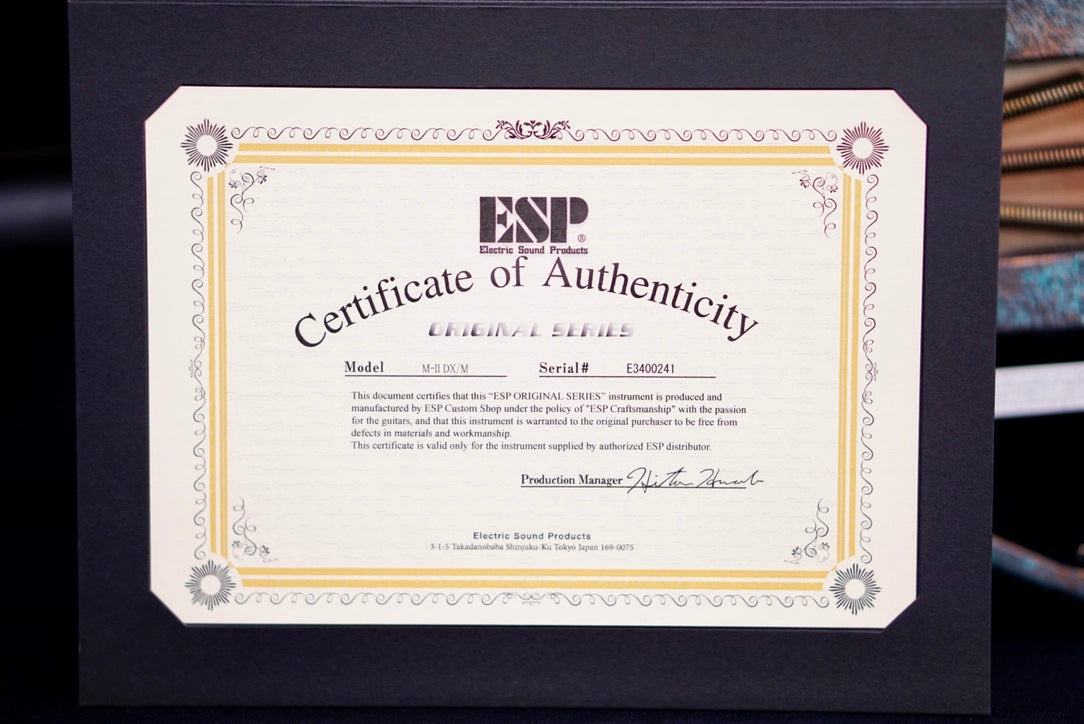 ESP®
Electric Sound Products
Certificate of Authenticity
ORIGINAL SERIES
Model M-II DX/M Serial# E3400241
This document certifies that this “ESP ORIGINAL SERIES” instrument is produced and
manufactured by ESP Custom Shop under the policy of "ESP Craftsmanship" with the passion
for the guitars, and that this instrument is warranted to the original purchaser to be free from
defects in materials and workmanship.
This certificate is valid only for the instrument supplied by authorized ESP distributor.
Production Manager
Electric Sound Products
3-1-5 Takadanobaba Shinjuku-Ku Tokyo Japan 169-0075